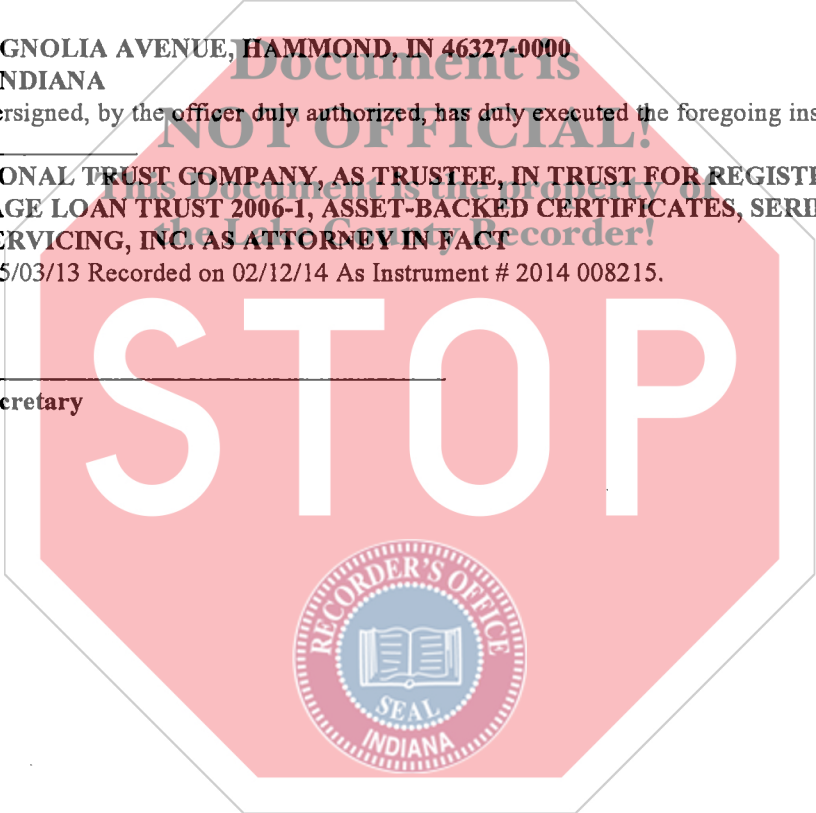 GNOLIA AVENUE, HAMMOND, IN 46327-0000
Document is
NDIANA
ersigned, by the officer duly authorized, has duly executed the foregoing ins
NOT OFFICIAL!
ONAL TRUST COMPANY, AS TRUSTEE, IN TRUST FOR REGISTE
This Document is the property of
AGE LOAN TRUST 2006-1, ASSET-BACKED CERTIFICATES, SERI
the Lake County Recorder!
ERVICING, INC. AS ATTORNEY IN FACT
5/03/13 Recorded on 02/12/14 As Instrument # 2014 008215.
STOP
cretary
RECORDER'S OFFICE
SEAL
INDIANA